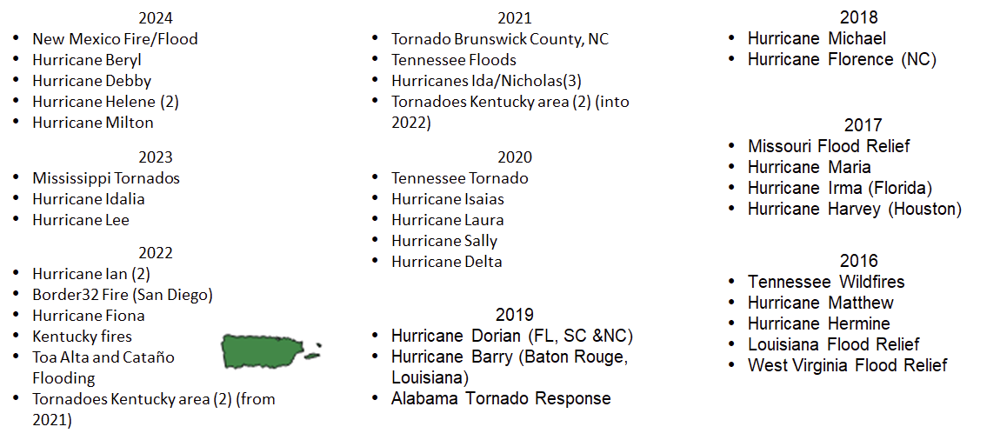 2024
• New Mexico Fire/Flood
• Hurricane Beryl
• Hurricane Debby
• Hurricane Helene (2)
• Hurricane Milton
2023
• Mississippi Tornados
• Hurricane Idalia
• Hurricane Lee
2022
• Hurricane Ian (2)
• Border32 Fire (San Diego)
• Hurricane Fiona
• Kentucky fires
• Toa Alta and Cataño
Flooding
• Tornadoes Kentucky area (2) (from
2021)
2021
• Tornado Brunswick County, NC
• Tennessee Floods
• Hurricanes Ida/Nicholas(3)
• Tornadoes Kentucky area (2) (into
2022)
2020
• Tennessee Tornado
• Hurricane Isaias
• Hurricane Laura
• Hurricane Sally
• Hurricane Delta
2019
• Hurricane Dorian (FL, SC &NC)
• Hurricane Barry (Baton Rouge,
Louisiana)
• Alabama Tornado Response
2018
• Hurricane Michael
• Hurricane Florence (NC)
2017
• Missouri Flood Relief
• Hurricane Maria
• Hurricane Irma (Florida)
• Hurricane Harvey (Houston)
2016
• Tennessee Wildfires
• Hurricane Matthew
• Hurricane Hermine
• Louisiana Flood Relief
• West Virginia Flood Relief